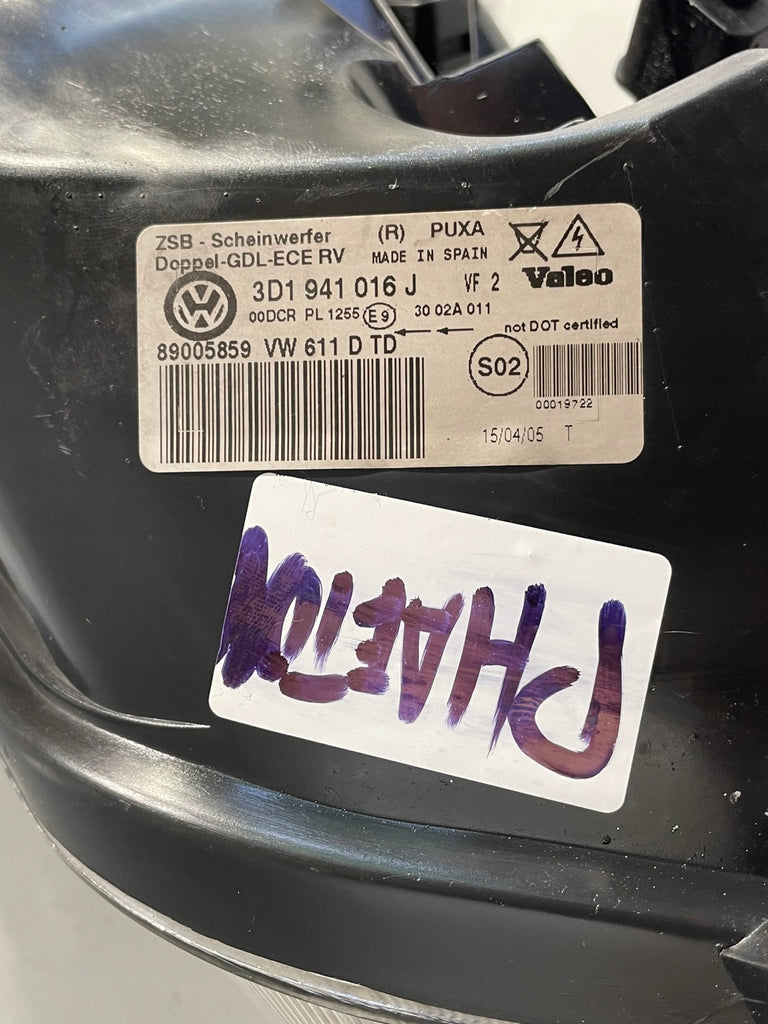 ZSB - Scheinwerfer (R) PUXA
Doppel-GDL-ECE RV MADE IN SPAIN
Valeo
3D1 941 016 J VF 2
00DCR PL 1255 E9 30 02A 011
not DOT certified
89005859 VW 611 D TD
S02
00019722
15/04/05 T
PHAETON